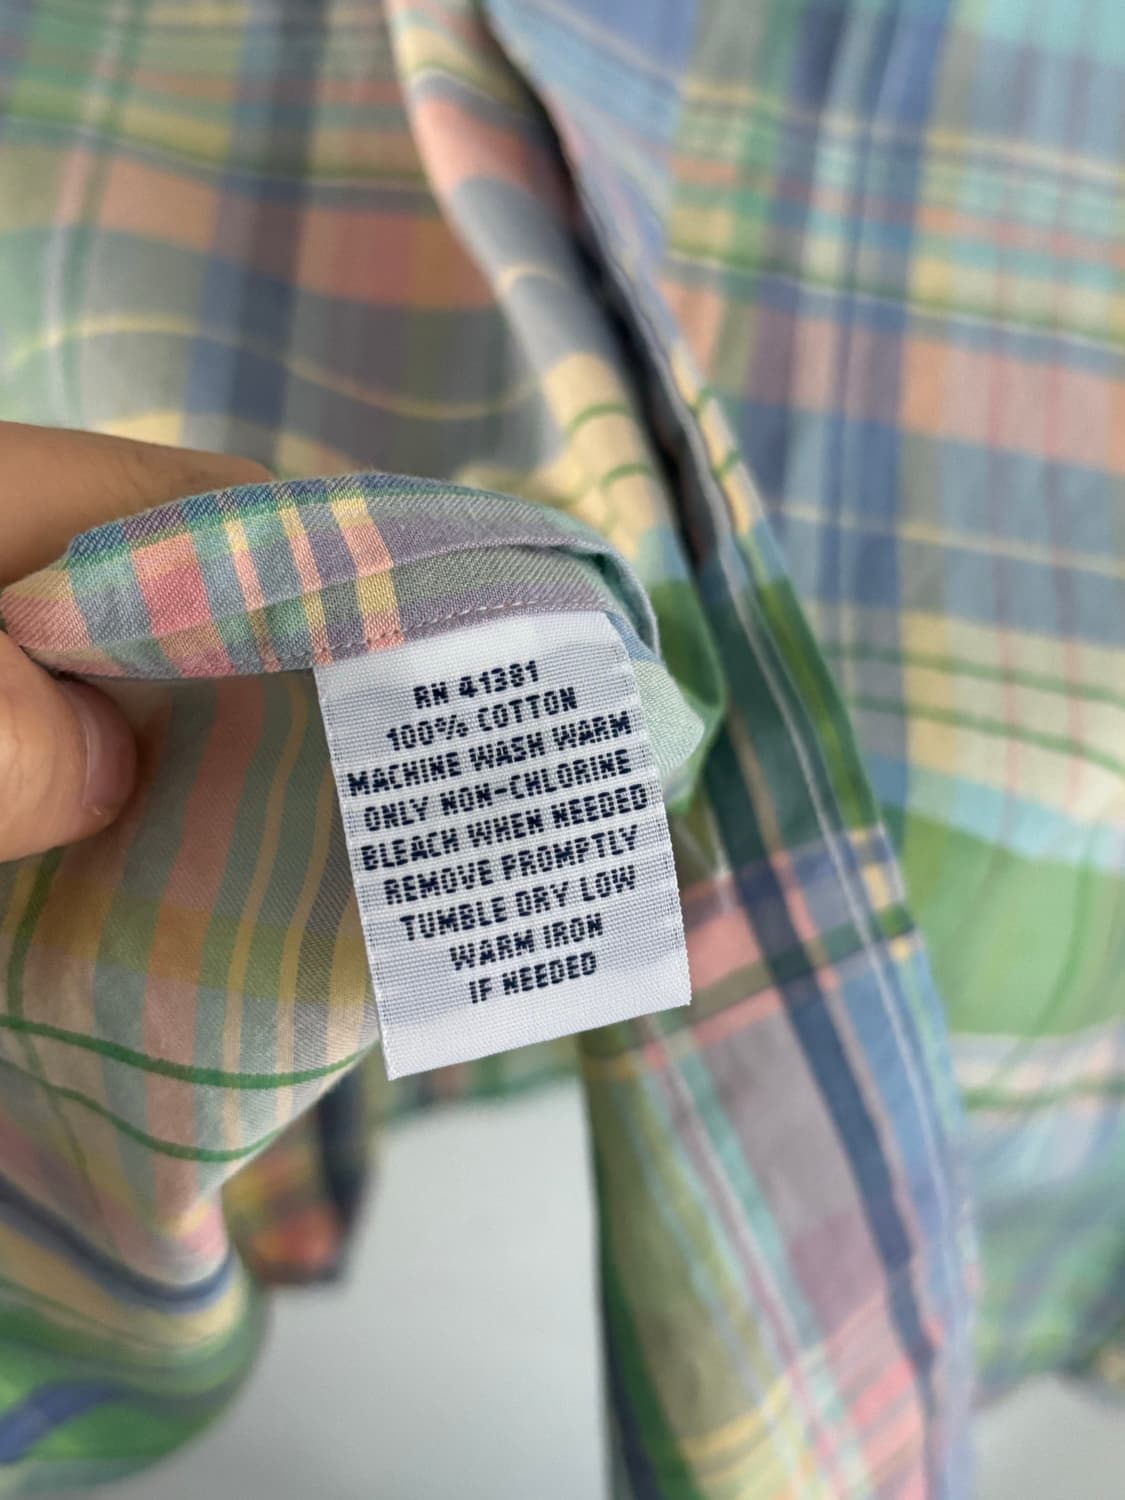 RN 41381
100% COTTON
MACHINE WASH WARM
ONLY NON-CHLORINE
BLEACH WHEN NEEDED
REMOVE PROMPTLY
TUMBLE DRY LOW
WARM IRON
IF NEEDED